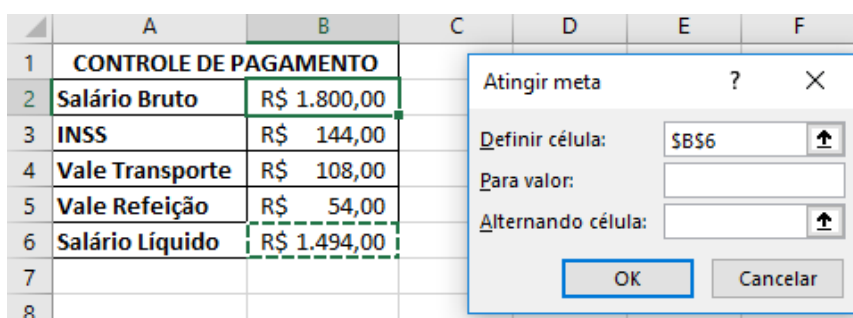 A B C D E F
1 CONTROLE DE PAGAMENTO
2 Salário Bruto R$ 1.800,00
3 INSS R$ 144,00
4 Vale Transporte R$ 108,00
5 Vale Refeição R$ 54,00
6 Salário Líquido R$ 1.494,00
7
8
Atingir meta ? ×
Definir célula: $B$6
Para valor:
Alternando célula:
OK Cancelar